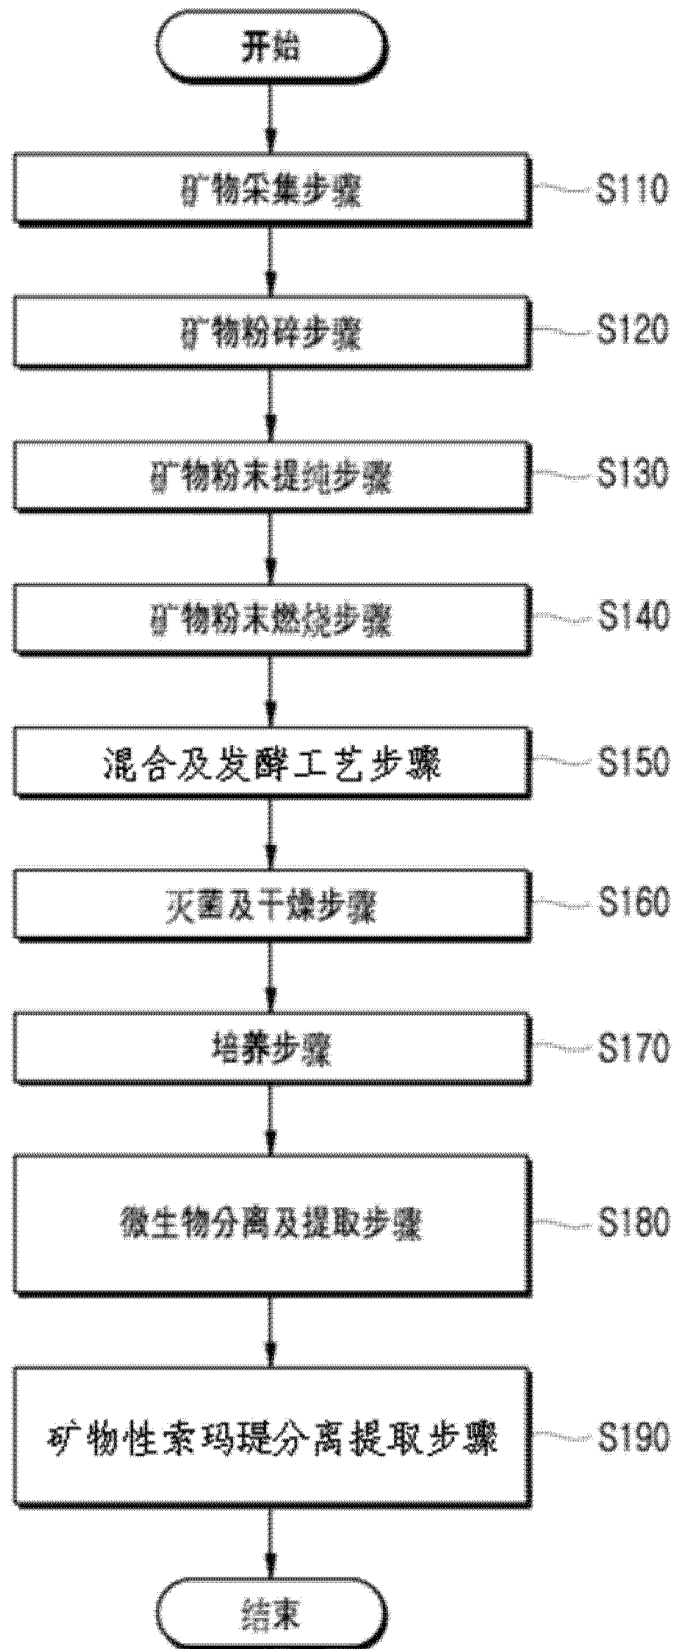 开始
矿物采集步骤 S110
矿物粉碎步骤 S120
矿物粉末提纯步骤 S130
矿物粉末燃烧步骤 S140
混合及发酵工艺步骤 S150
灭菌及干燥步骤 S160
培养步骤 S170
微生物分离及提取步骤 S180
矿物性索玛瑅分离提取步骤 S190
结束